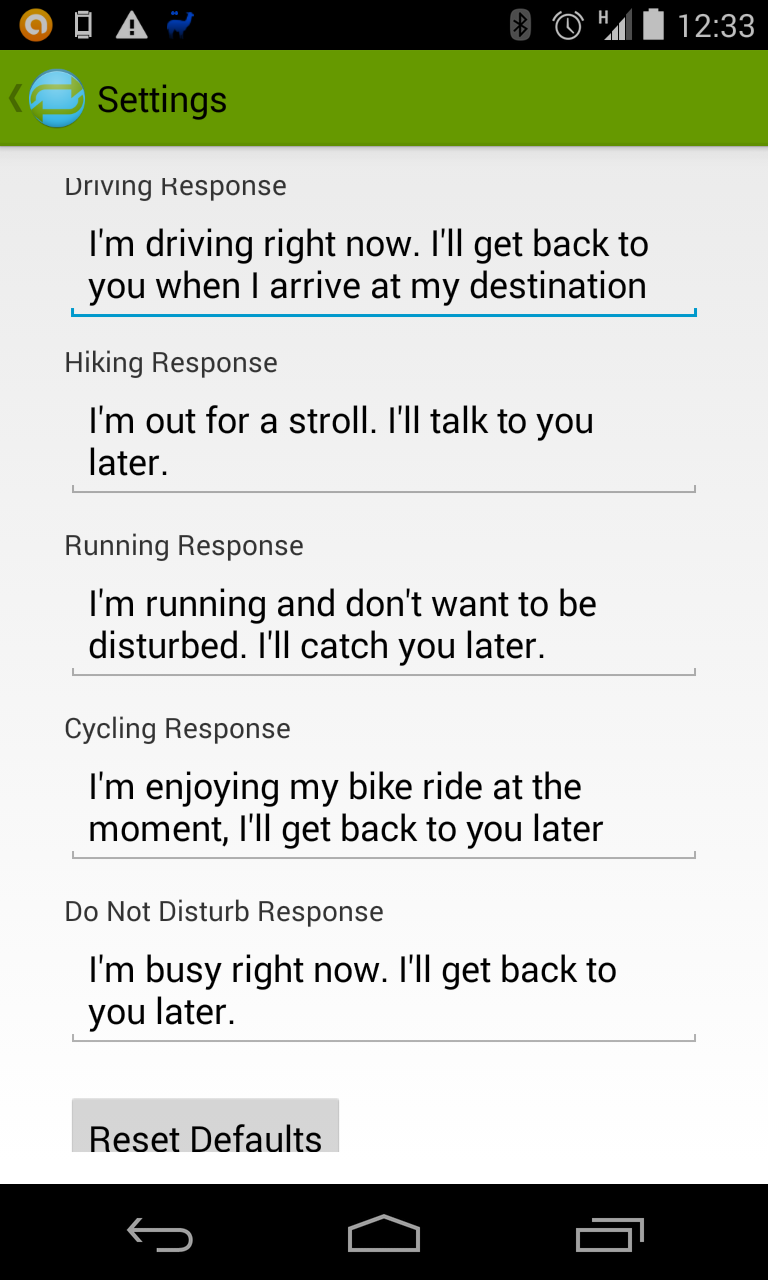 H 12:33
Settings
Driving Response
I'm driving right now. I'll get back to
you when I arrive at my destination
Hiking Response
I'm out for a stroll. I'll talk to you
later.
Running Response
I'm running and don't want to be
disturbed. I'll catch you later.
Cycling Response
I'm enjoying my bike ride at the
moment, I'll get back to you later
Do Not Disturb Response
I'm busy right now. I'll get back to
you later.
Reset Defaults